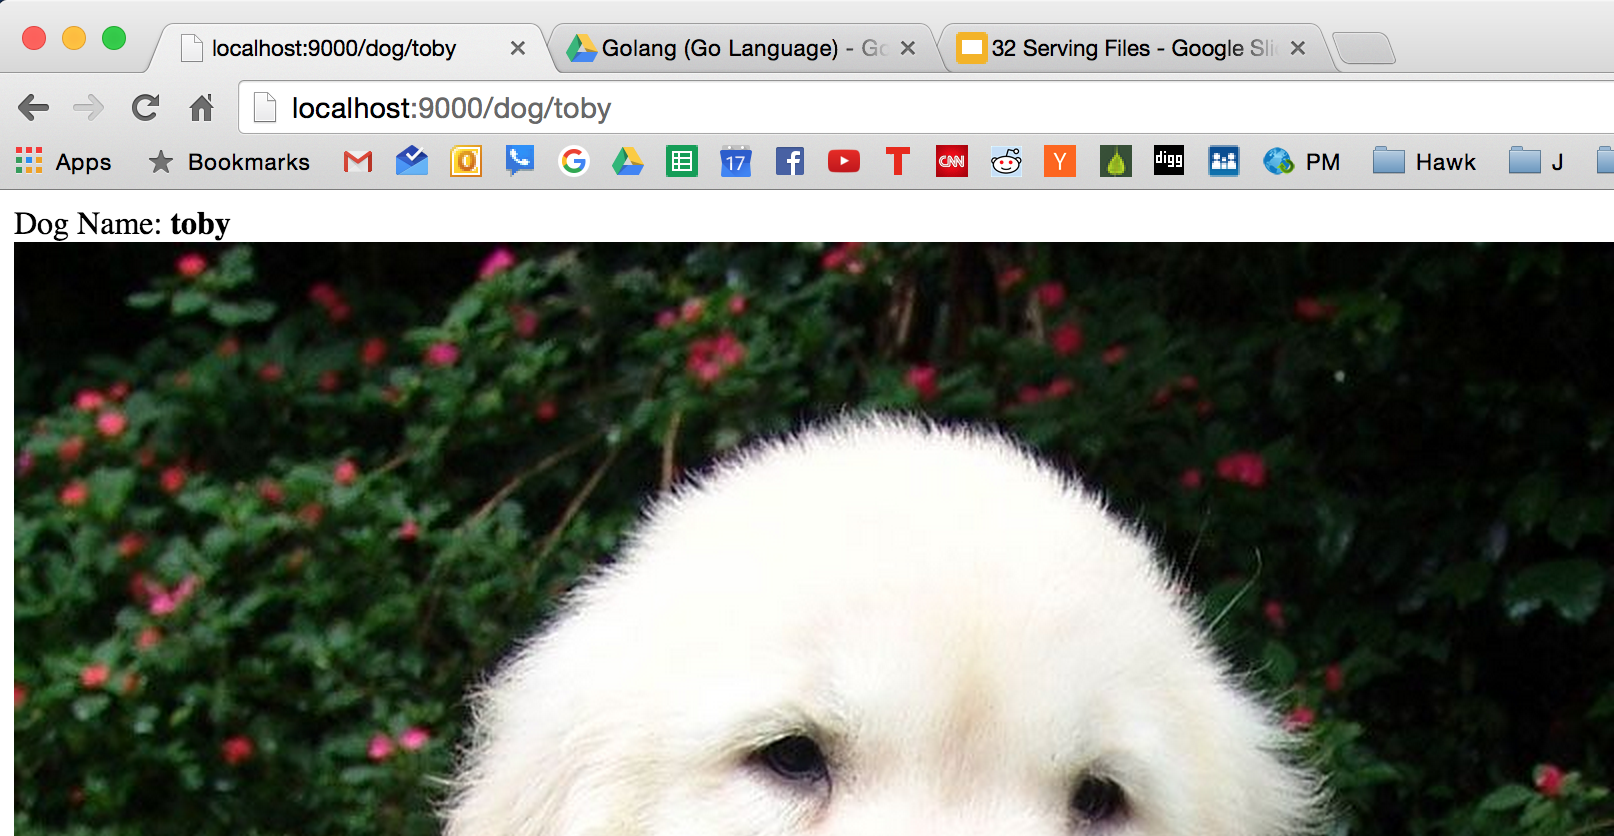 localhost:9000/dog/toby
Golang (Go Language) - Go
32 Serving Files - Google Sli
localhost:9000/dog/toby
Apps Bookmarks 17 CNN Y digg PM Hawk J
Dog Name: toby